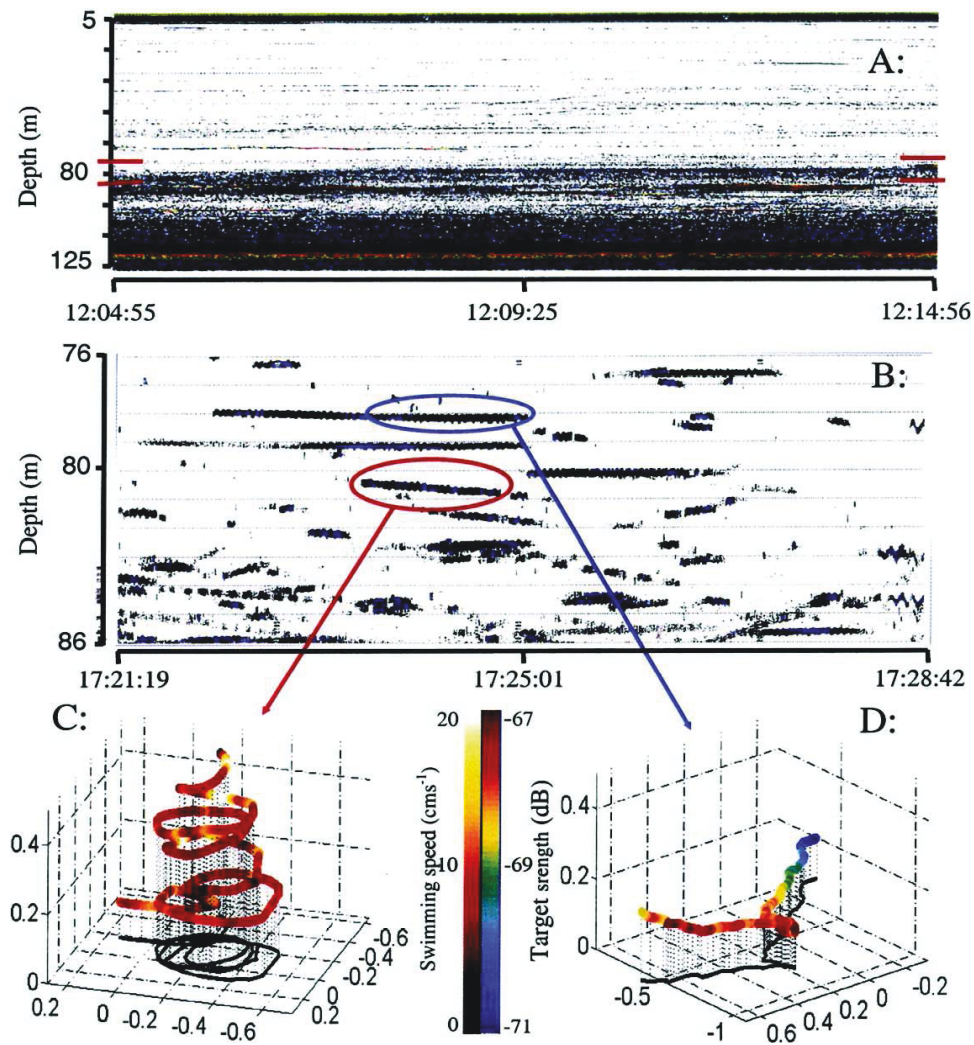 5
A:
Depth (m)
80
125
12:04:55 12:09:25 12:14:56
76
B:
Depth (m)
80
86
17:21:19 17:25:01 17:28:42
C:
D:
20 -67
Swimming speed (cms⁻¹)
10 -69
Target srength (dB)
0 -71
0.4
0.2
0
0.2 0 -0.2 -0.4 -0.6
0.2 0 -0.2 -0.4 -0.6
0.4
0.2
0
-0.5
-1
0.6 0.4 0.2 0 -0.2